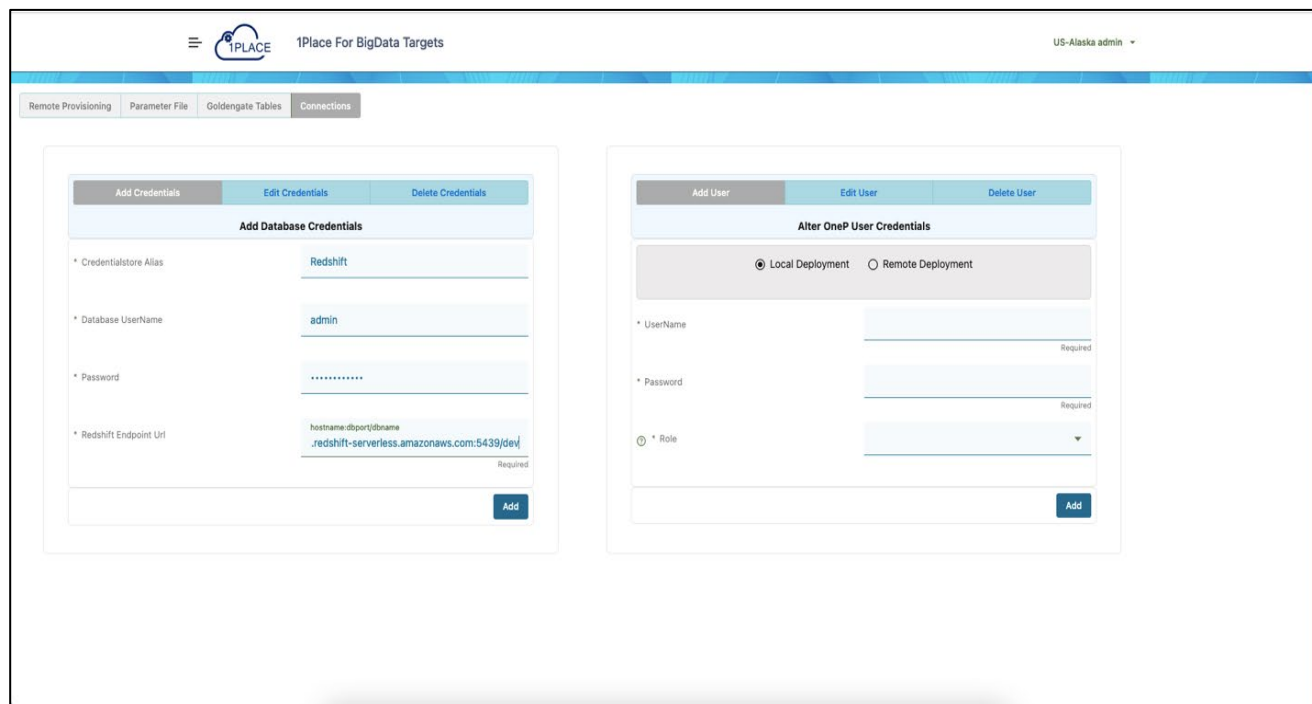 1PLACE
1Place For BigData Targets
US-Alaska admin
Remote Provisioning
Parameter File
Goldengate Tables
Connections
Add Credentials
Edit Credentials
Delete Credentials
Add Database Credentials
* Credentialstore Alias
Redshift
* Database UserName
admin
* Password
............
* Redshift Endpoint Url
hostname:dbport/dbname
.redshift-serverless.amazonaws.com:5439/dev
Required
Add
Add User
Edit User
Delete User
Alter OneP User Credentials
Local Deployment
Remote Deployment
* UserName
Required
* Password
Required
? * Role
Add